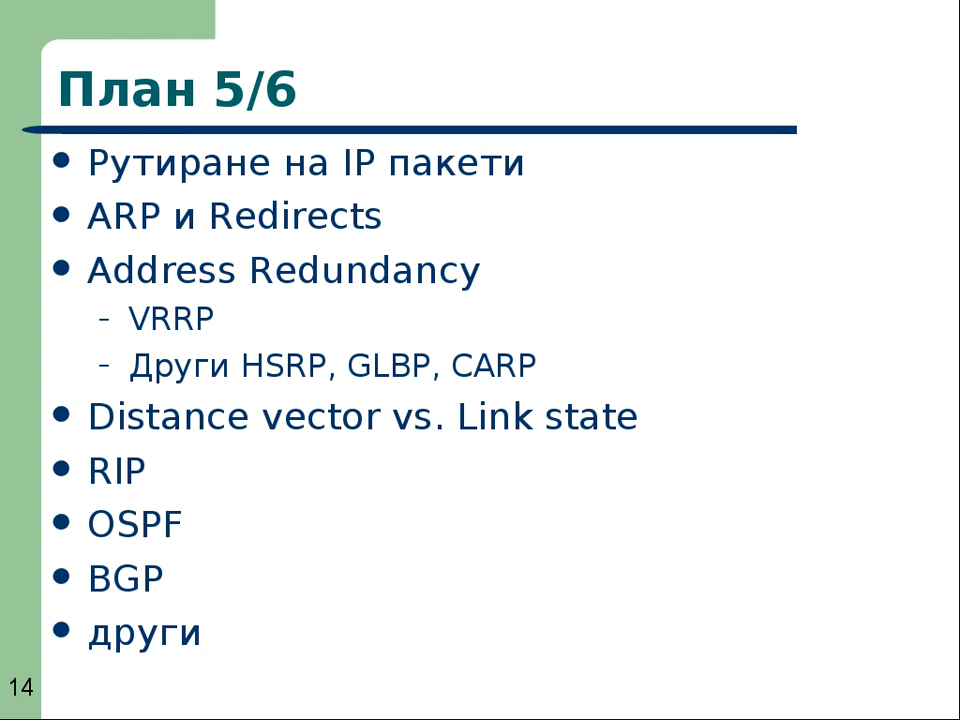 План 5/6
Рутиране на IP пакети
ARP и Redirects
Address Redundancy
– VRRP
– Други HSRP, GLBP, CARP
Distance vector vs. Link state
RIP
OSPF
BGP
други
14